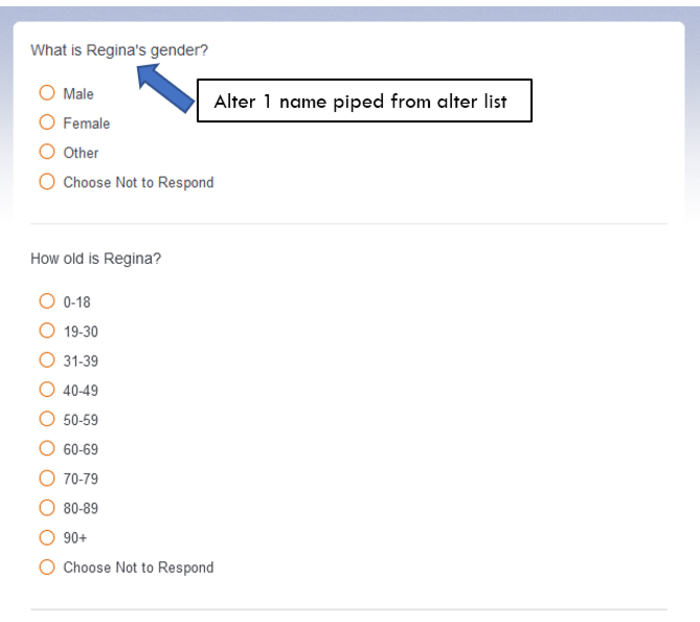 What is Regina's gender?
Alter 1 name piped from alter list
Male
Female
Other
Choose Not to Respond
How old is Regina?
0-18
19-30
31-39
40-49
50-59
60-69
70-79
80-89
90+
Choose Not to Respond